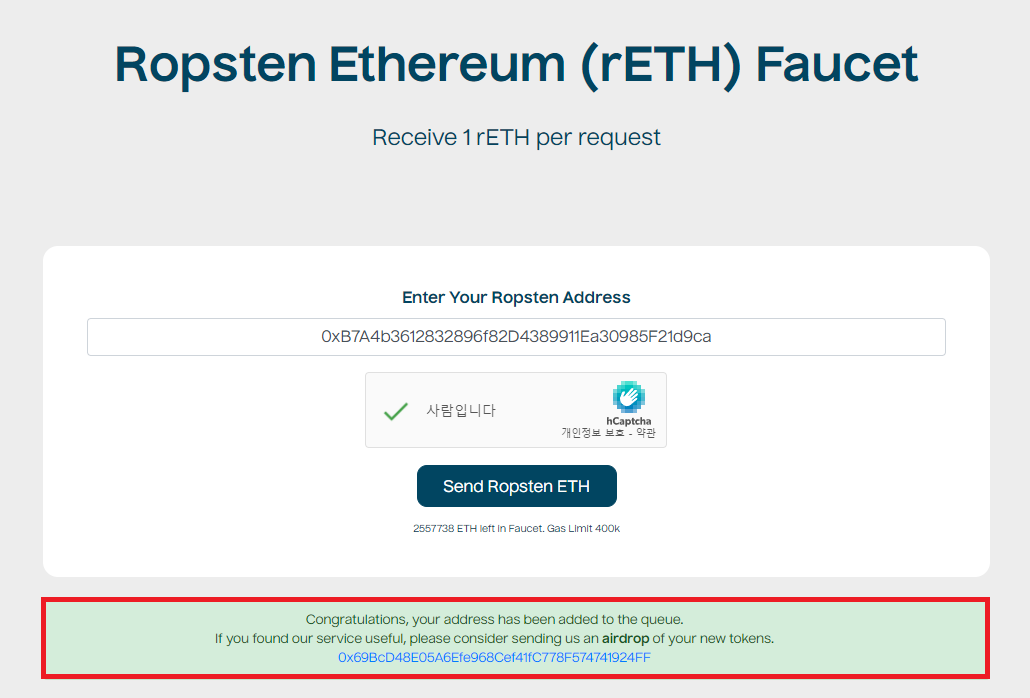 Ropsten Ethereum (rETH) Faucet
Receive 1 rETH per request
Enter Your Ropsten Address
0xB7A4b3612832896f82D4389911Ea30985F21d9ca
사람입니다
hCaptcha
개인정보 보호 - 약관
Send Ropsten ETH
2557738 ETH left in Faucet. Gas Limit 400k
Congratulations, your address has been added to the queue.
If you found our service useful, please consider sending us an airdrop of your new tokens.
0x69BcD48E05A6Efe968Cef41fC778F574741924FF